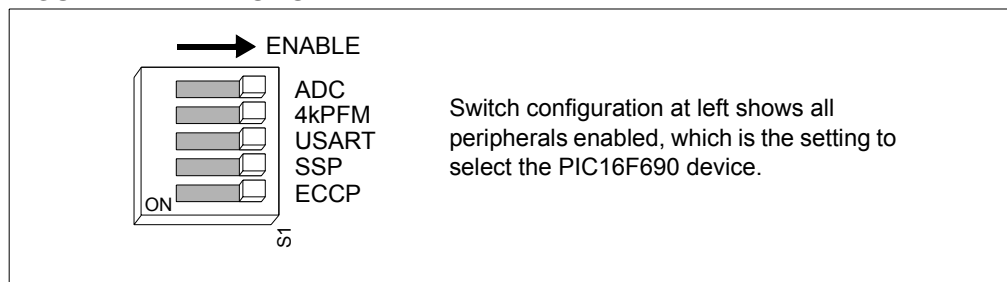 ENABLE
ADC
4kPFM
USART
SSP
ECCP
ON
S1
Switch configuration at left shows all
peripherals enabled, which is the setting to
select the PIC16F690 device.